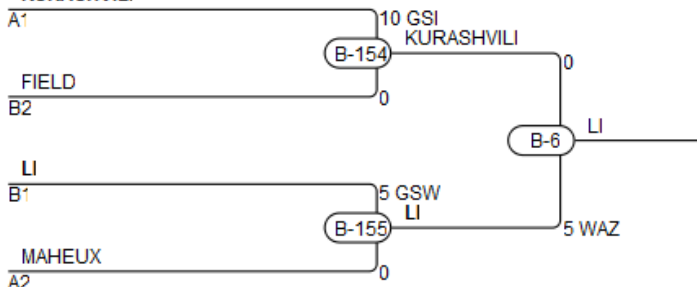 A1
10 GSI
KURASHVILI
B-154
0
FIELD
0
B2
B-6
LI
LI
B1
5 GSW
LI
B-155
5 WAZ
MAHEUX
0
A2